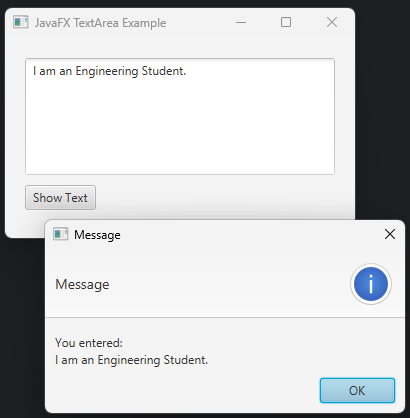 JavaFX TextArea Example
I am an Engineering Student.
Show Text
Message
Message
i
You entered:
I am an Engineering Student.
OK